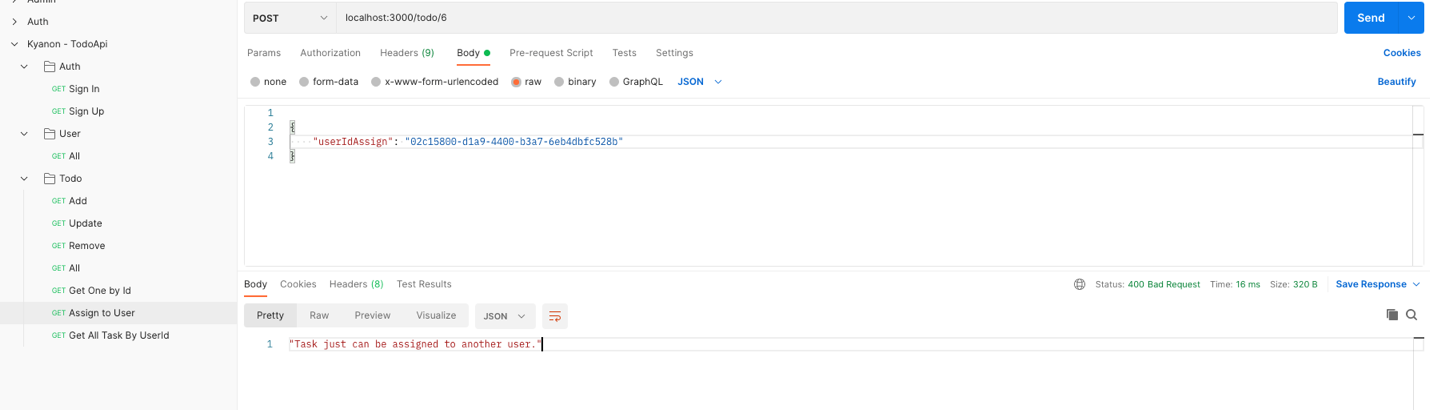 Admin
Auth
Kyanon - TodoApi
Auth
GET Sign In
GET Sign Up
User
GET All
Todo
GET Add
GET Update
GET Remove
GET All
GET Get One by Id
GET Assign to User
GET Get All Task By UserId
POST
localhost:3000/todo/6
Send
Params Authorization Headers (9) Body Pre-request Script Tests Settings Cookies
none form-data x-www-form-urlencoded raw binary GraphQL JSON Beautify
1
2 {
3 "userIdAssign": "02c15800-d1a9-4400-b3a7-6eb4dbfc528b"
4 }
Body Cookies Headers (8) Test Results Status: 400 Bad Request Time: 16 ms Size: 320 B Save Response
Pretty Raw Preview Visualize JSON
1 "Task just can be assigned to another user."